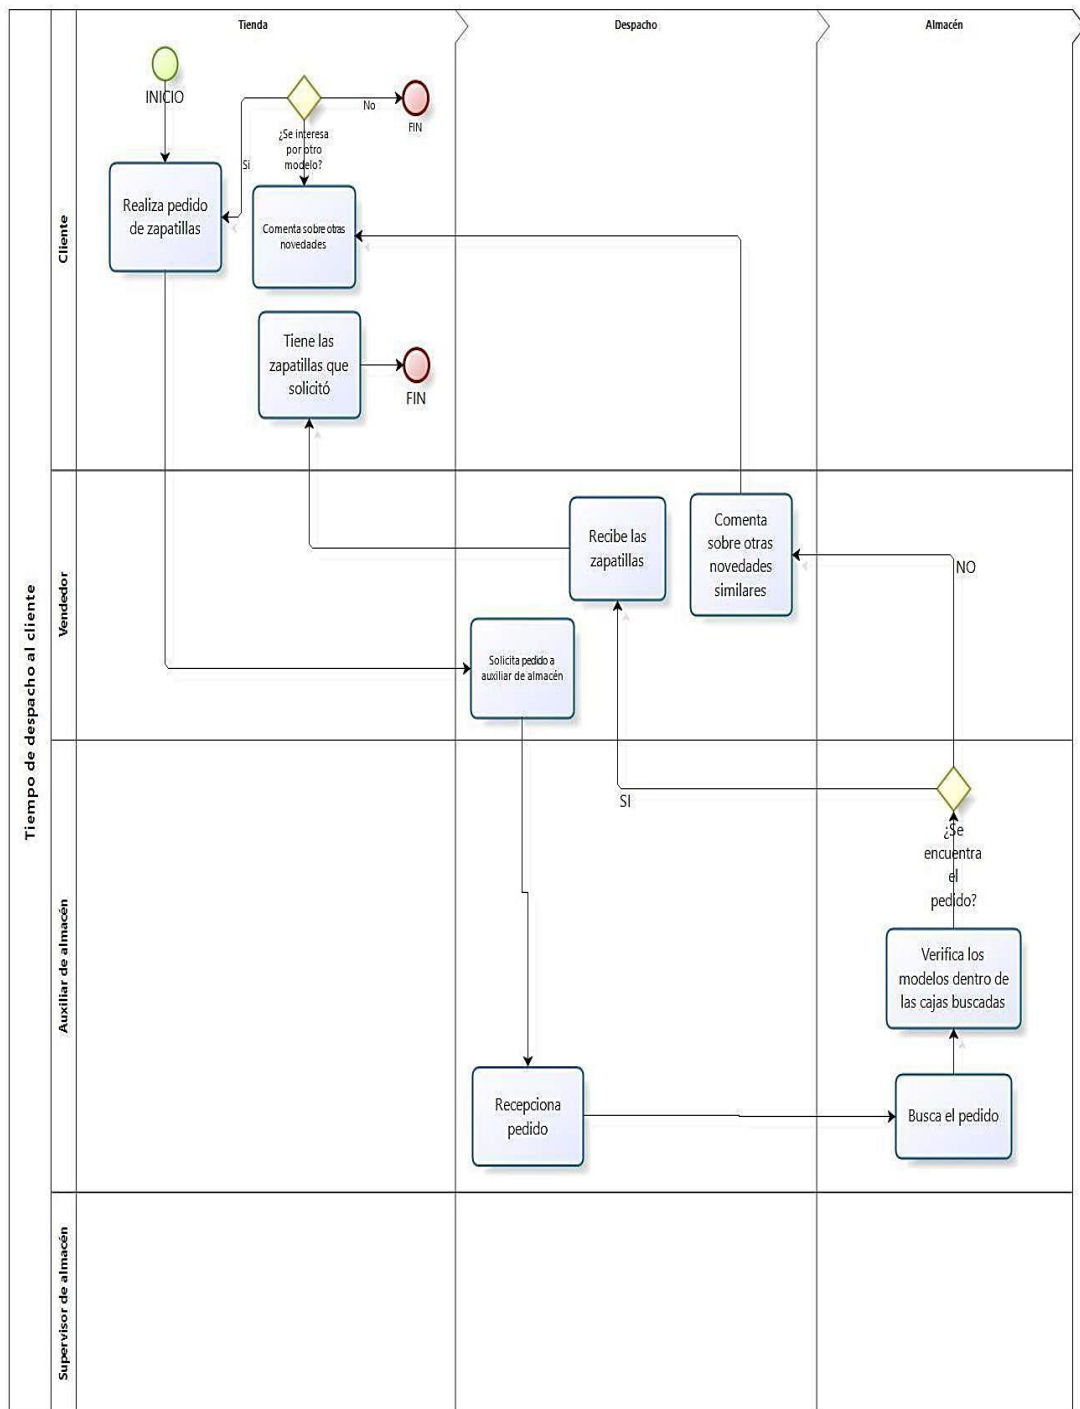 Tienda
Despacho
Almacén
INICIO
No
FIN
¿Se interesa
por otro
modelo?
Si
Realiza pedido
de zapatillas
Comenta sobre otras
novedades
Tiene las
zapatillas que
solicitó
FIN
Cliente
Recibe las
zapatillas
Comenta
sobre otras
novedades
similares
NO
Solicita pedido a
auxiliar de almacén
Vendedor
Tiempo de despacho al cliente
SI
¿Se
encuentra
el
pedido?
Verifica los
modelos dentro de
las cajas buscadas
Auxiliar de almacén
Recepciona
pedido
Busca el pedido
Supervisor de almacén